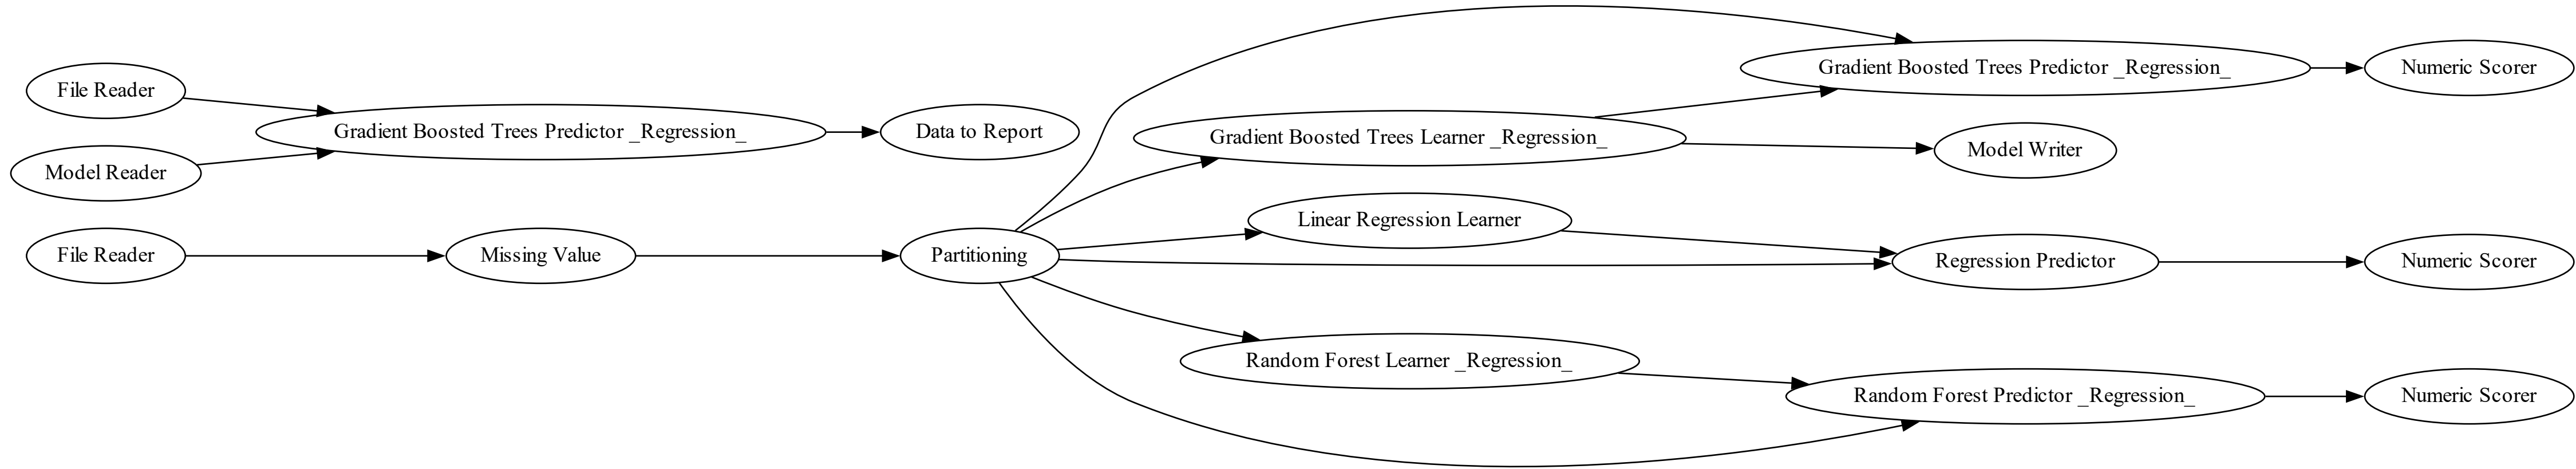 File Reader
Model Reader
Gradient Boosted Trees Predictor _Regression_
Data to Report
File Reader
Missing Value
Partitioning
Gradient Boosted Trees Learner _Regression_
Linear Regression Learner
Random Forest Learner _Regression_
Gradient Boosted Trees Predictor _Regression_
Model Writer
Regression Predictor
Random Forest Predictor _Regression_
Numeric Scorer
Numeric Scorer
Numeric Scorer